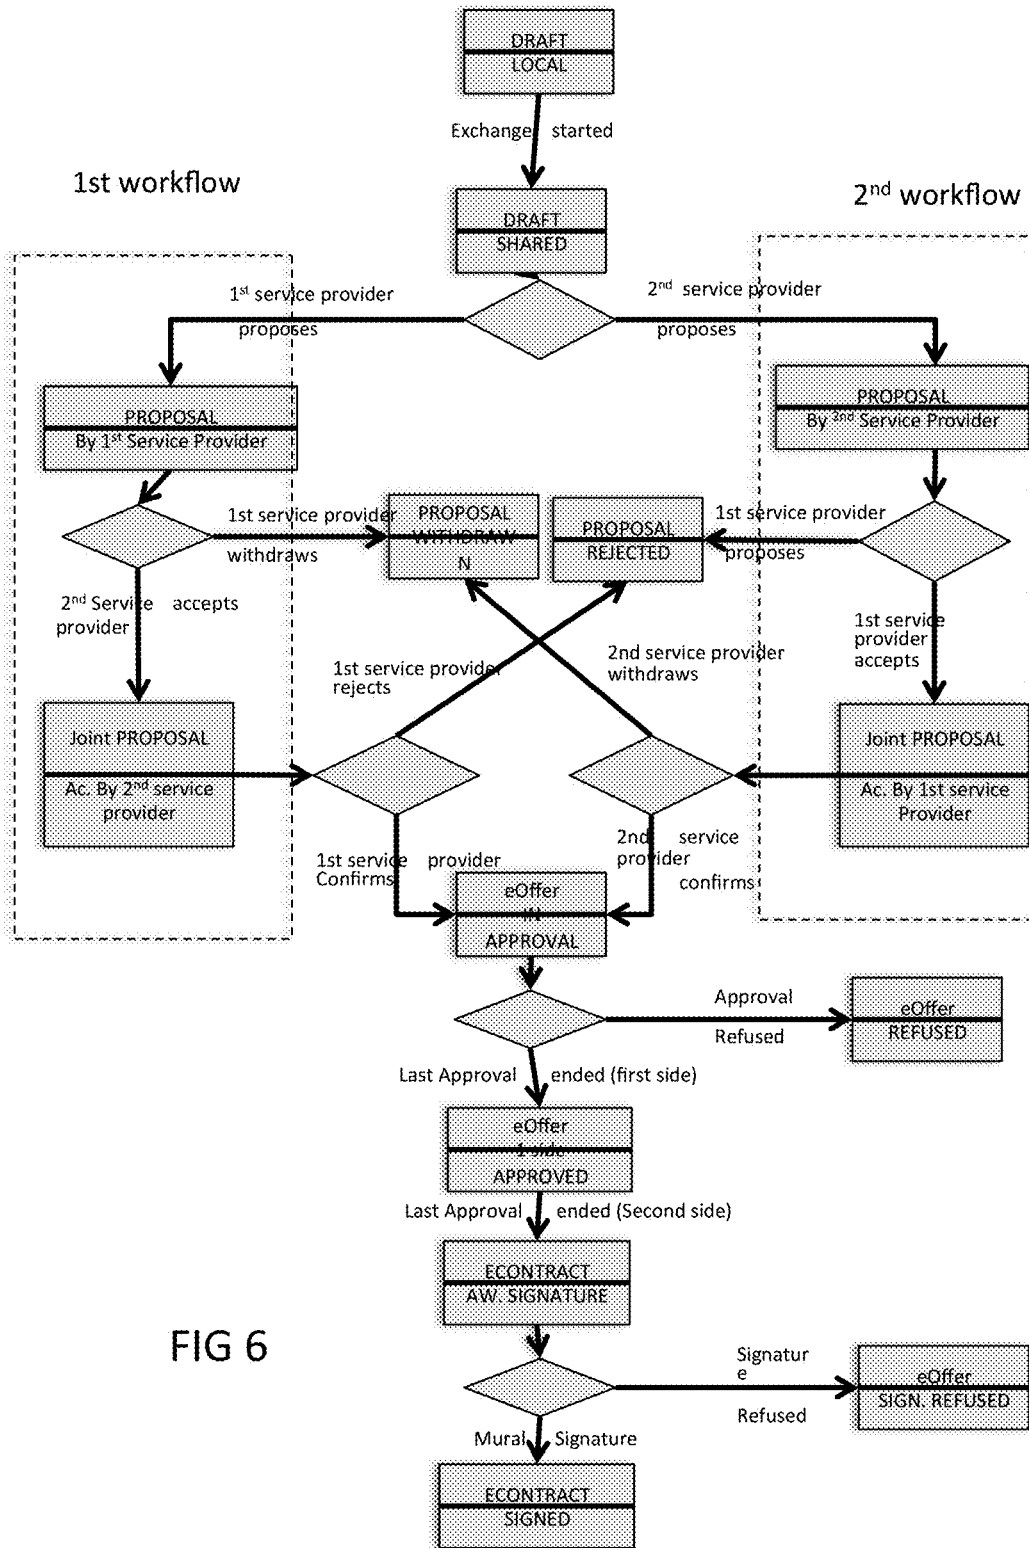 DRAFT
LOCAL
Exchange started
1st workflow
2nd workflow
DRAFT
SHARED
1st service provider
proposes
2nd service provider
proposes
PROPOSAL
By 1st Service Provider
PROPOSAL
By 2nd Service Provider
1st service provider
withdraws
PROPOSAL
WITHDRAW
N
PROPOSAL
REJECTED
1st service provider
proposes
2nd Service accepts
provider
1st service
provider
accepts
1st service provider
rejects
2nd service provider
withdraws
Joint PROPOSAL
Ac. By 2nd service
provider
Joint PROPOSAL
Ac. By 1st service
Provider
1st service provider
Confirms
2nd service
provider
confirms
eOffer
IN
APPROVAL
Approval
Refused
eOffer
REFUSED
Last Approval ended (first side)
eOffer
1 side
APPROVED
Last Approval ended (Second side)
ECONTRACT
AW. SIGNATURE
FIG 6
Signatur
e
Refused
eOffer
SIGN. REFUSED
Mural Signature
ECONTRACT
SIGNED